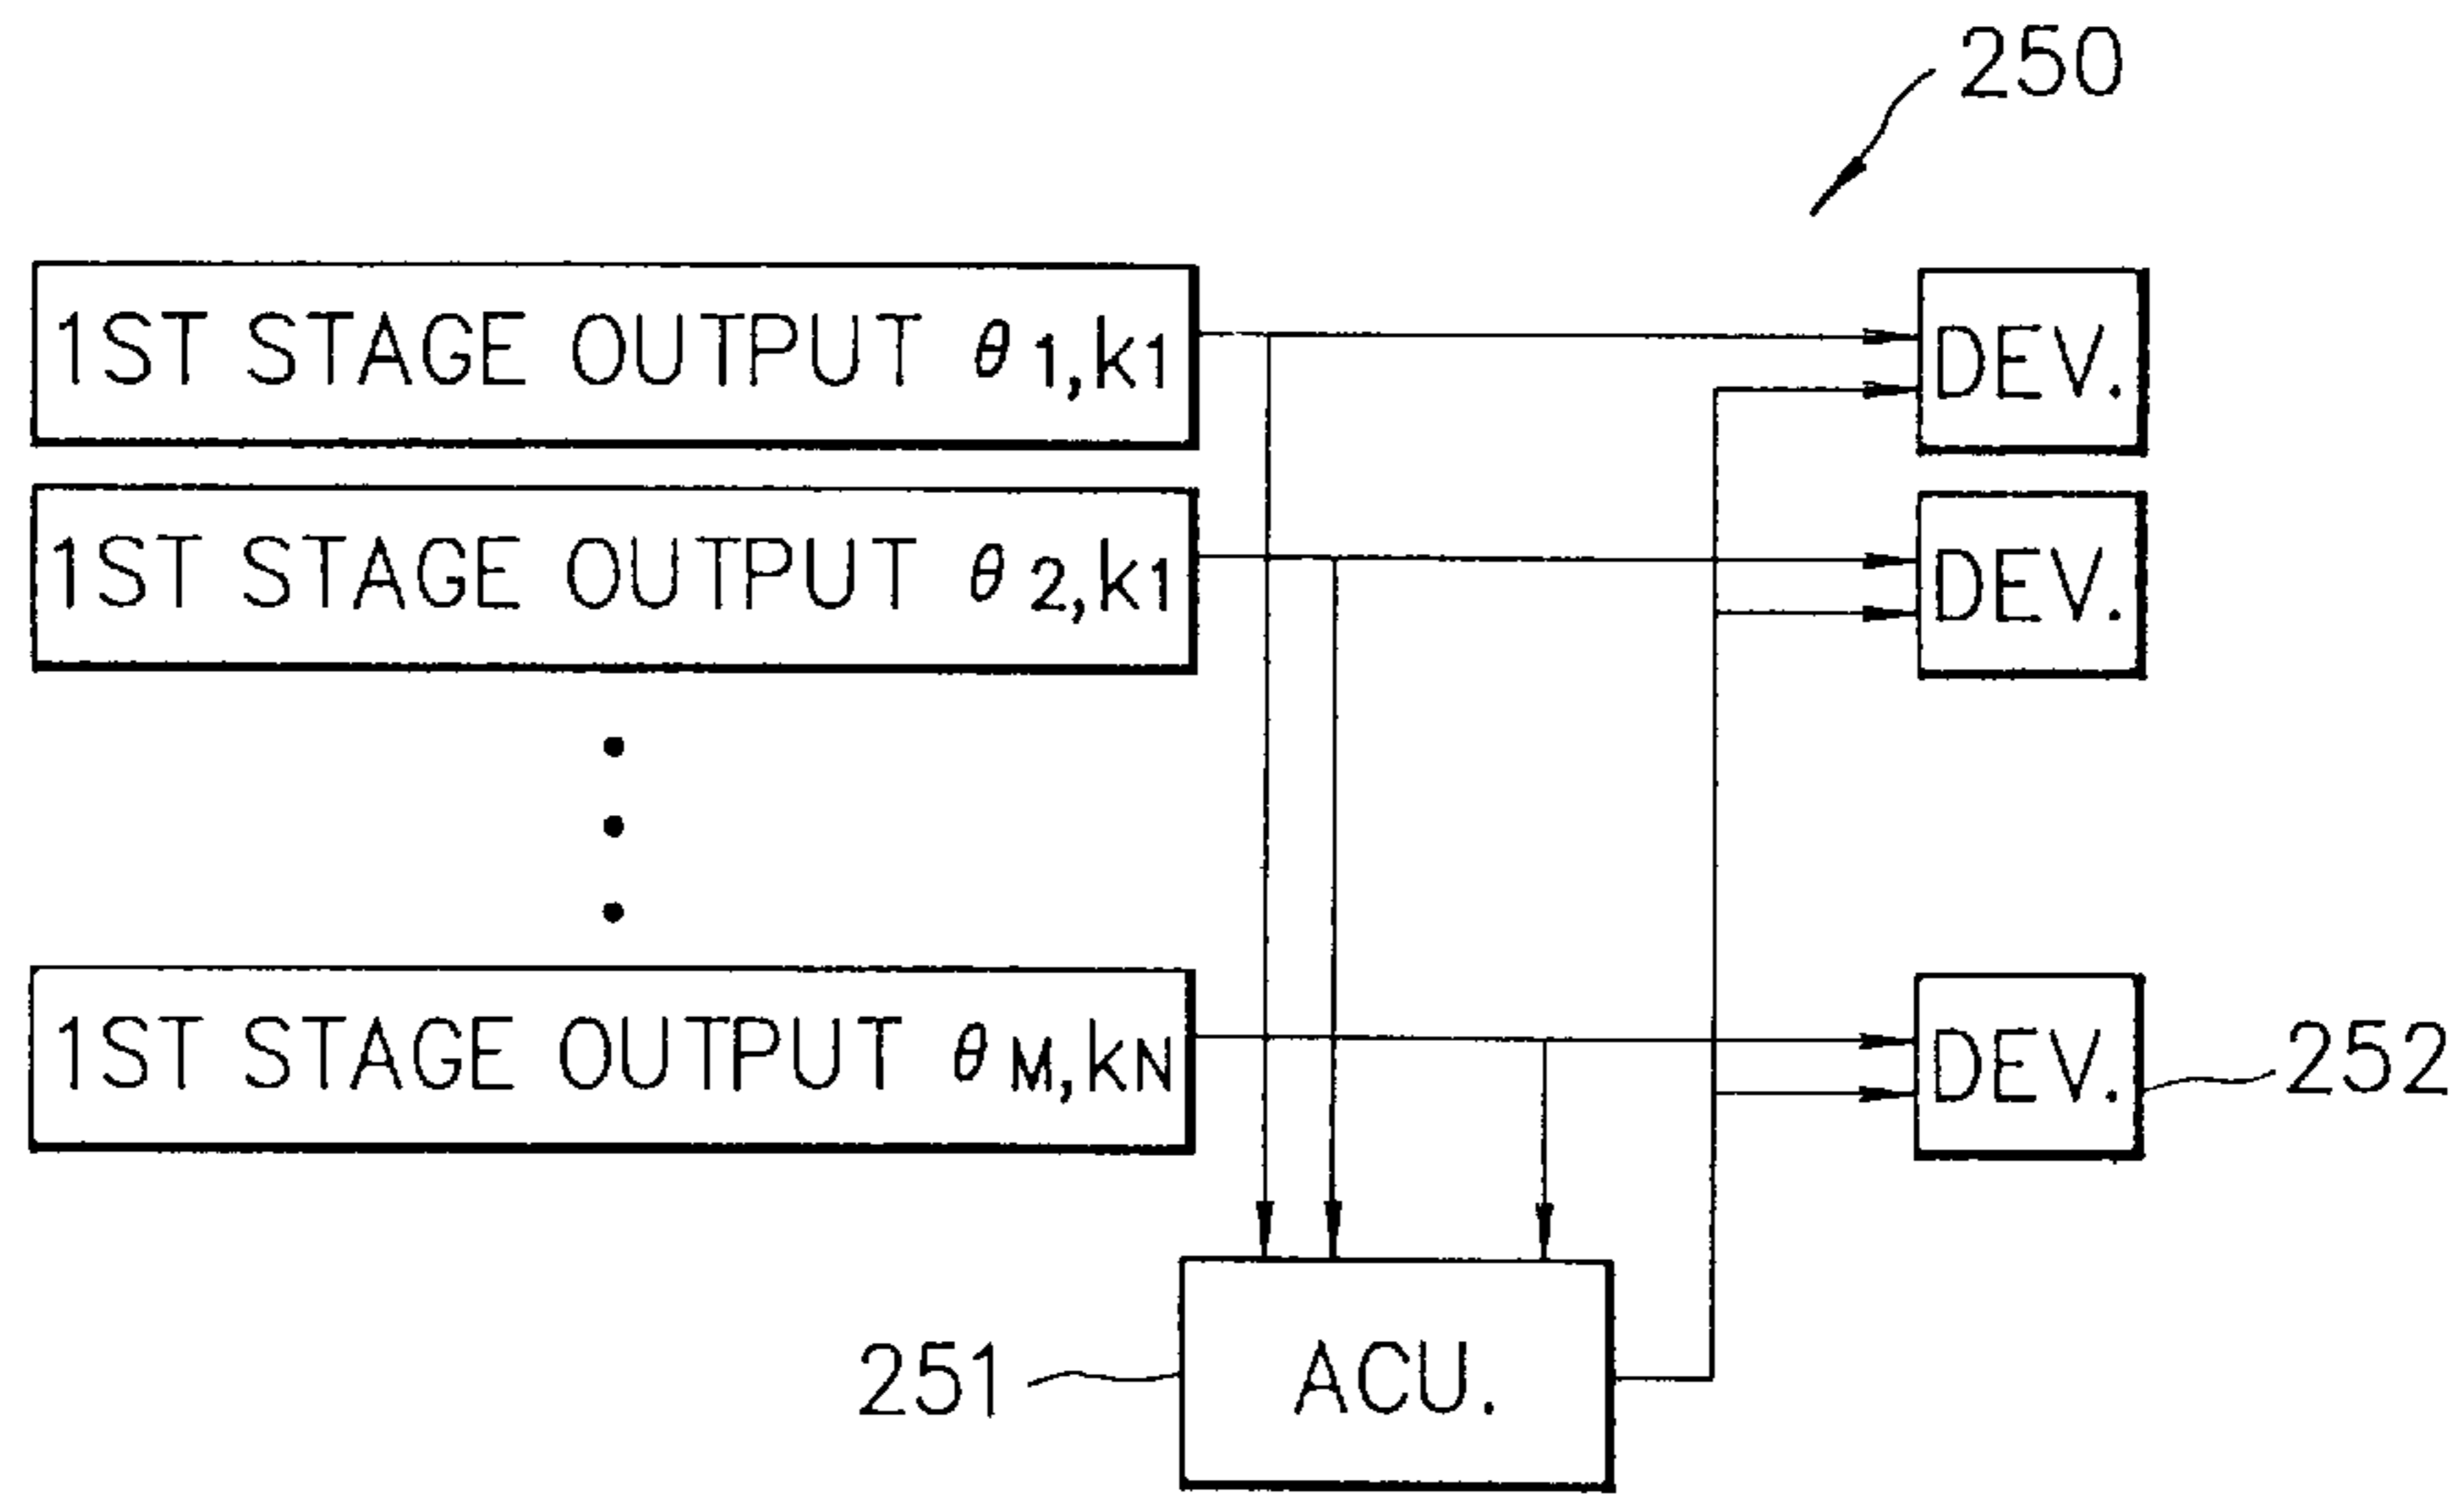 250
1ST STAGE OUTPUT θ1,k1
DEV.
1ST STAGE OUTPUT θ2,k1
DEV.
1ST STAGE OUTPUT θM,kN
DEV.
252
251
ACU.